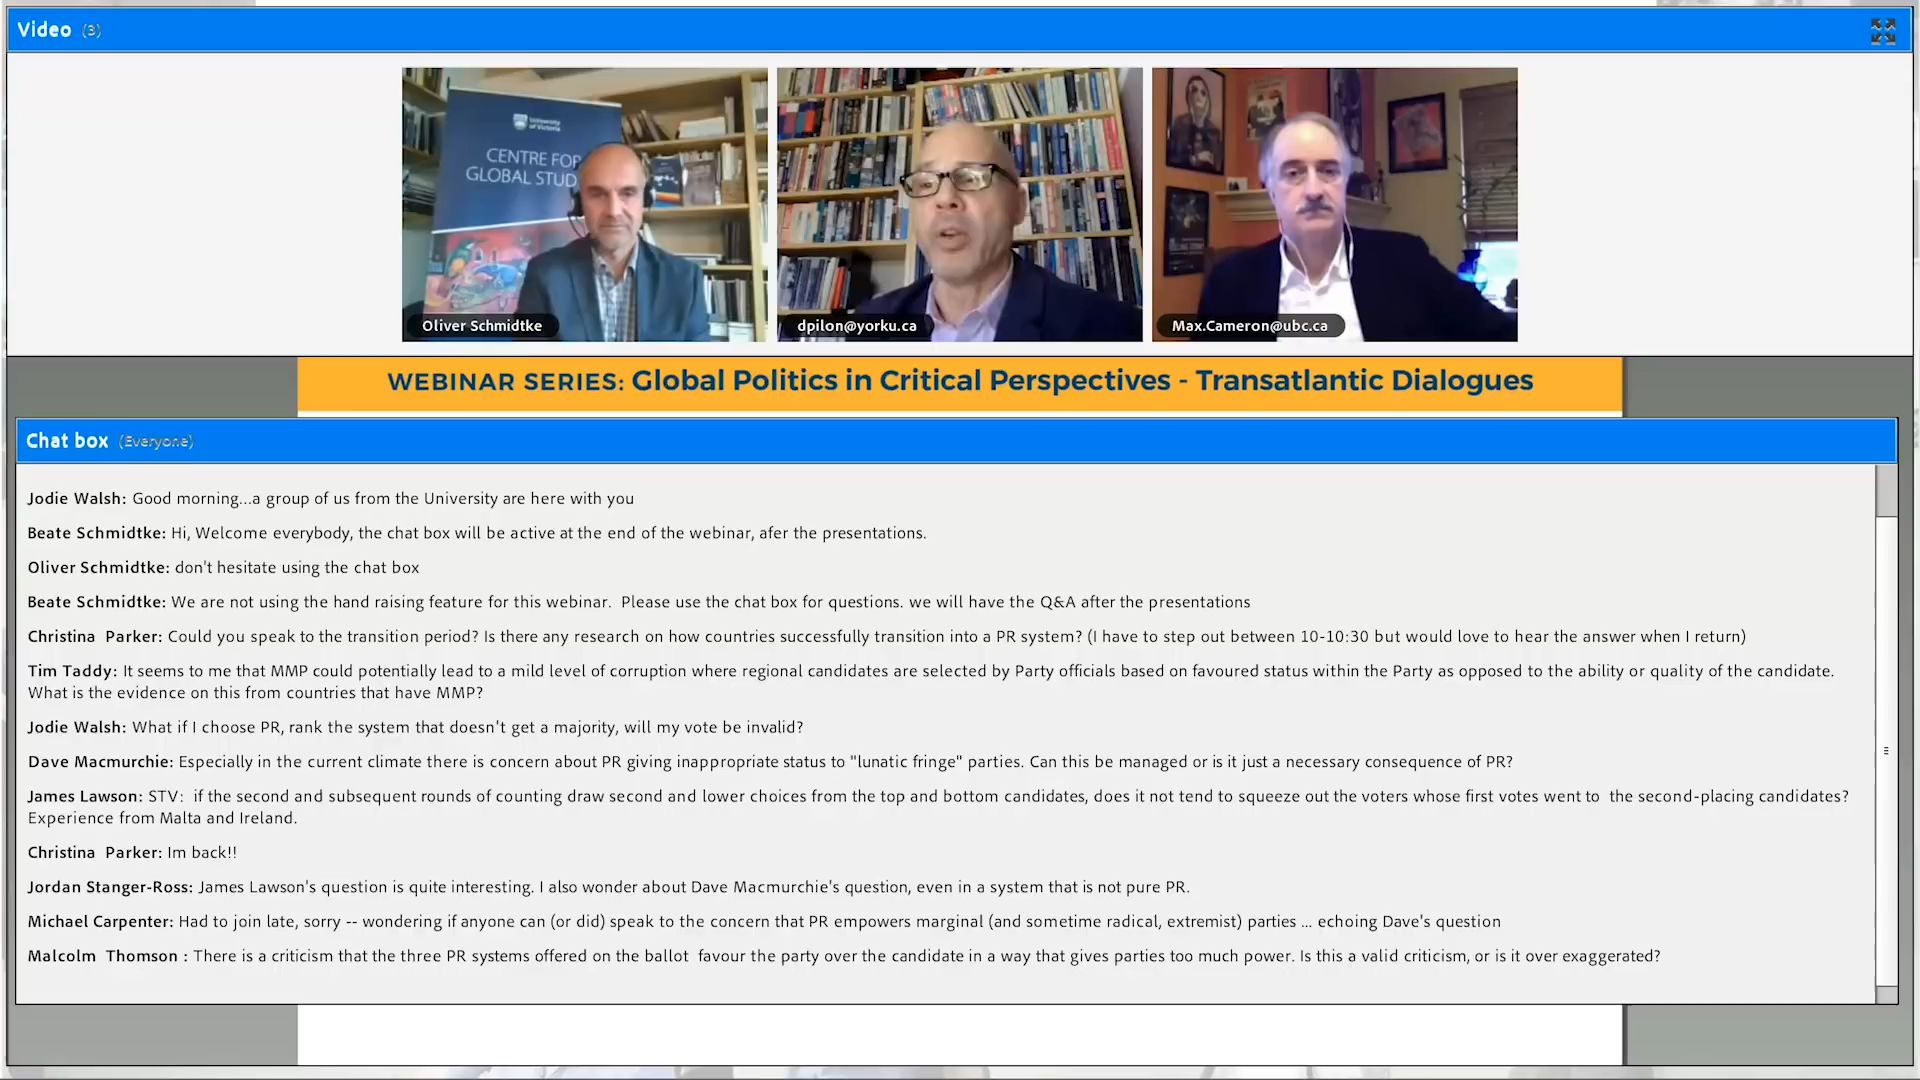 Video (3)
University
of Victoria
CENTRE FOR
GLOBAL STUD
Oliver Schmidtke
dpilon@yorku.ca
Max.Cameron@ubc.ca
WEBINAR SERIES: Global Politics in Critical Perspectives - Transatlantic Dialogues
Chat box (Everyone)
Jodie Walsh: Good morning...a group of us from the University are here with you
Beate Schmidtke: Hi, Welcome everybody, the chat box will be active at the end of the webinar, afer the presentations.
Oliver Schmidtke: don't hesitate using the chat box
Beate Schmidtke: We are not using the hand raising feature for this webinar. Please use the chat box for questions. we will have the Q&A after the presentations
Christina Parker: Could you speak to the transition period? Is there any research on how countries successfully transition into a PR system? (I have to step out between 10-10:30 but would love to hear the answer when I return)
Tim Taddy: It seems to me that MMP could potentially lead to a mild level of corruption where regional candidates are selected by Party officials based on favoured status within the Party as opposed to the ability or quality of the candidate.
What is the evidence on this from countries that have MMP?
Jodie Walsh: What if I choose PR, rank the system that doesn't get a majority, will my vote be invalid?
Dave Macmurchie: Especially in the current climate there is concern about PR giving inappropriate status to "lunatic fringe" parties. Can this be managed or is it just a necessary consequence of PR?
James Lawson: STV: if the second and subsequent rounds of counting draw second and lower choices from the top and bottom candidates, does it not tend to squeeze out the voters whose first votes went to the second-placing candidates?
Experience from Malta and Ireland.
Christina Parker: Im back!!
Jordan Stanger-Ross: James Lawson's question is quite interesting. I also wonder about Dave Macmurchie's question, even in a system that is not pure PR.
Michael Carpenter: Had to join late, sorry -- wondering if anyone can (or did) speak to the concern that PR empowers marginal (and sometime radical, extremist) parties ... echoing Dave's question
Malcolm Thomson : There is a criticism that the three PR systems offered on the ballot favour the party over the candidate in a way that gives parties too much power. Is this a valid criticism, or is it over exaggerated?